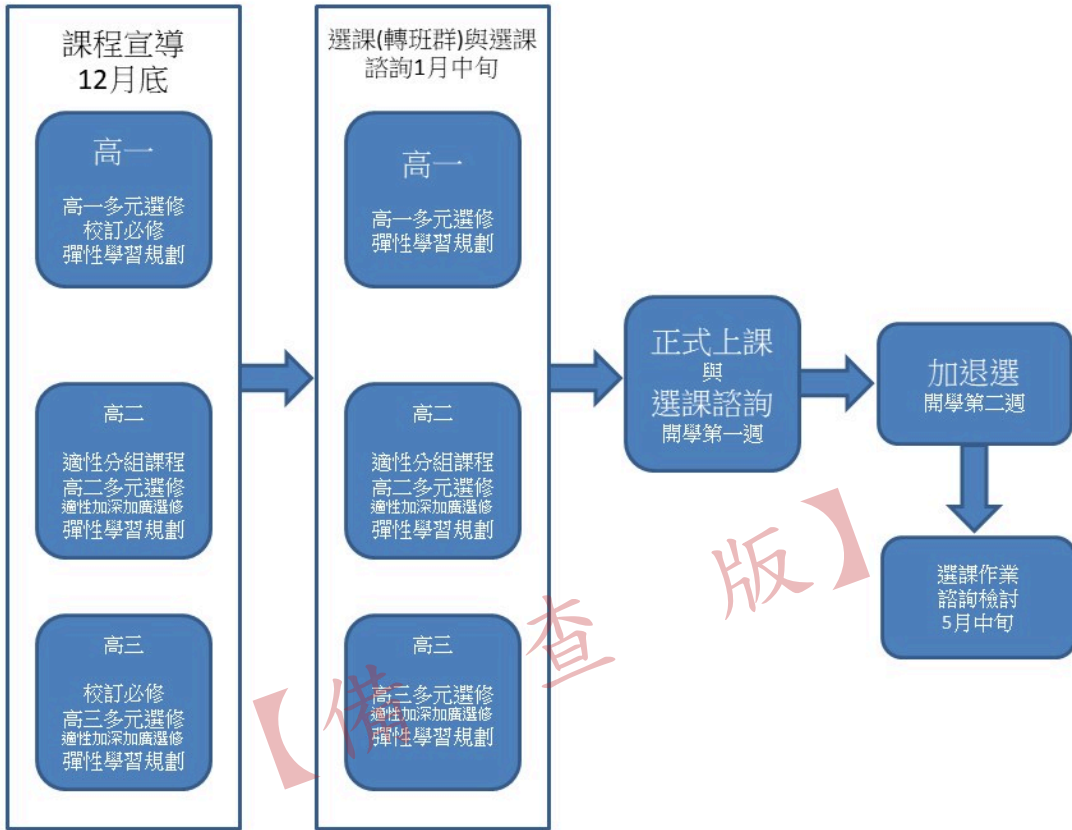 課程宣導
12月底
高一
高一多元選修
校訂必修
彈性學習規劃
高二
適性分組課程
高二多元選修
適性加深加廣選修
彈性學習規劃
高三
校訂必修
高三多元選修
適性加深加廣選修
彈性學習規劃
選課(轉班群)與選課
諮詢1月中旬
高一
高一多元選修
彈性學習規劃
高二
適性分組課程
高二多元選修
適性加深加廣選修
彈性學習規劃
高三
高三多元選修
適性加深加廣選修
彈性學習規劃
正式上課
與
選課諮詢
開學第一週
加退選
開學第二週
選課作業
諮詢檢討
5月中旬
【備查版】